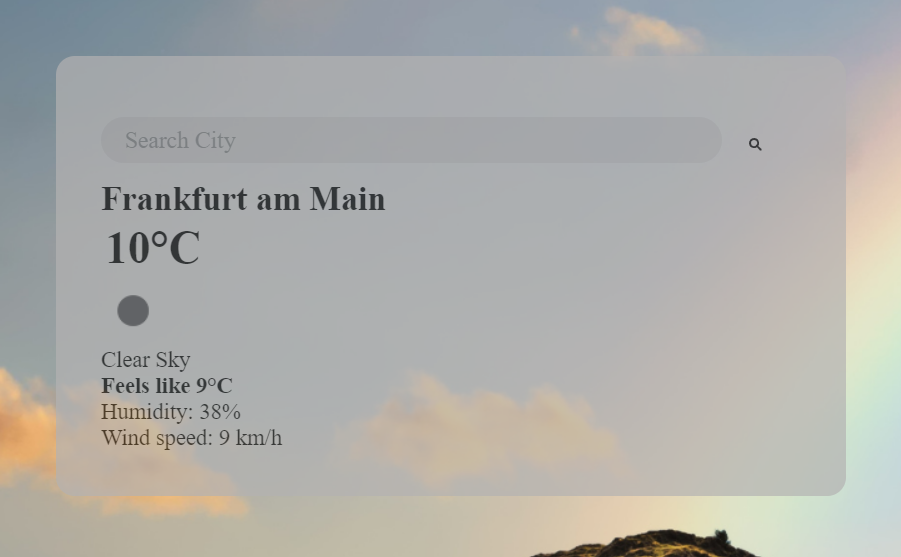 Search City
Frankfurt am Main
10°C
Clear Sky
Feels like 9°C
Humidity: 38%
Wind speed: 9 km/h